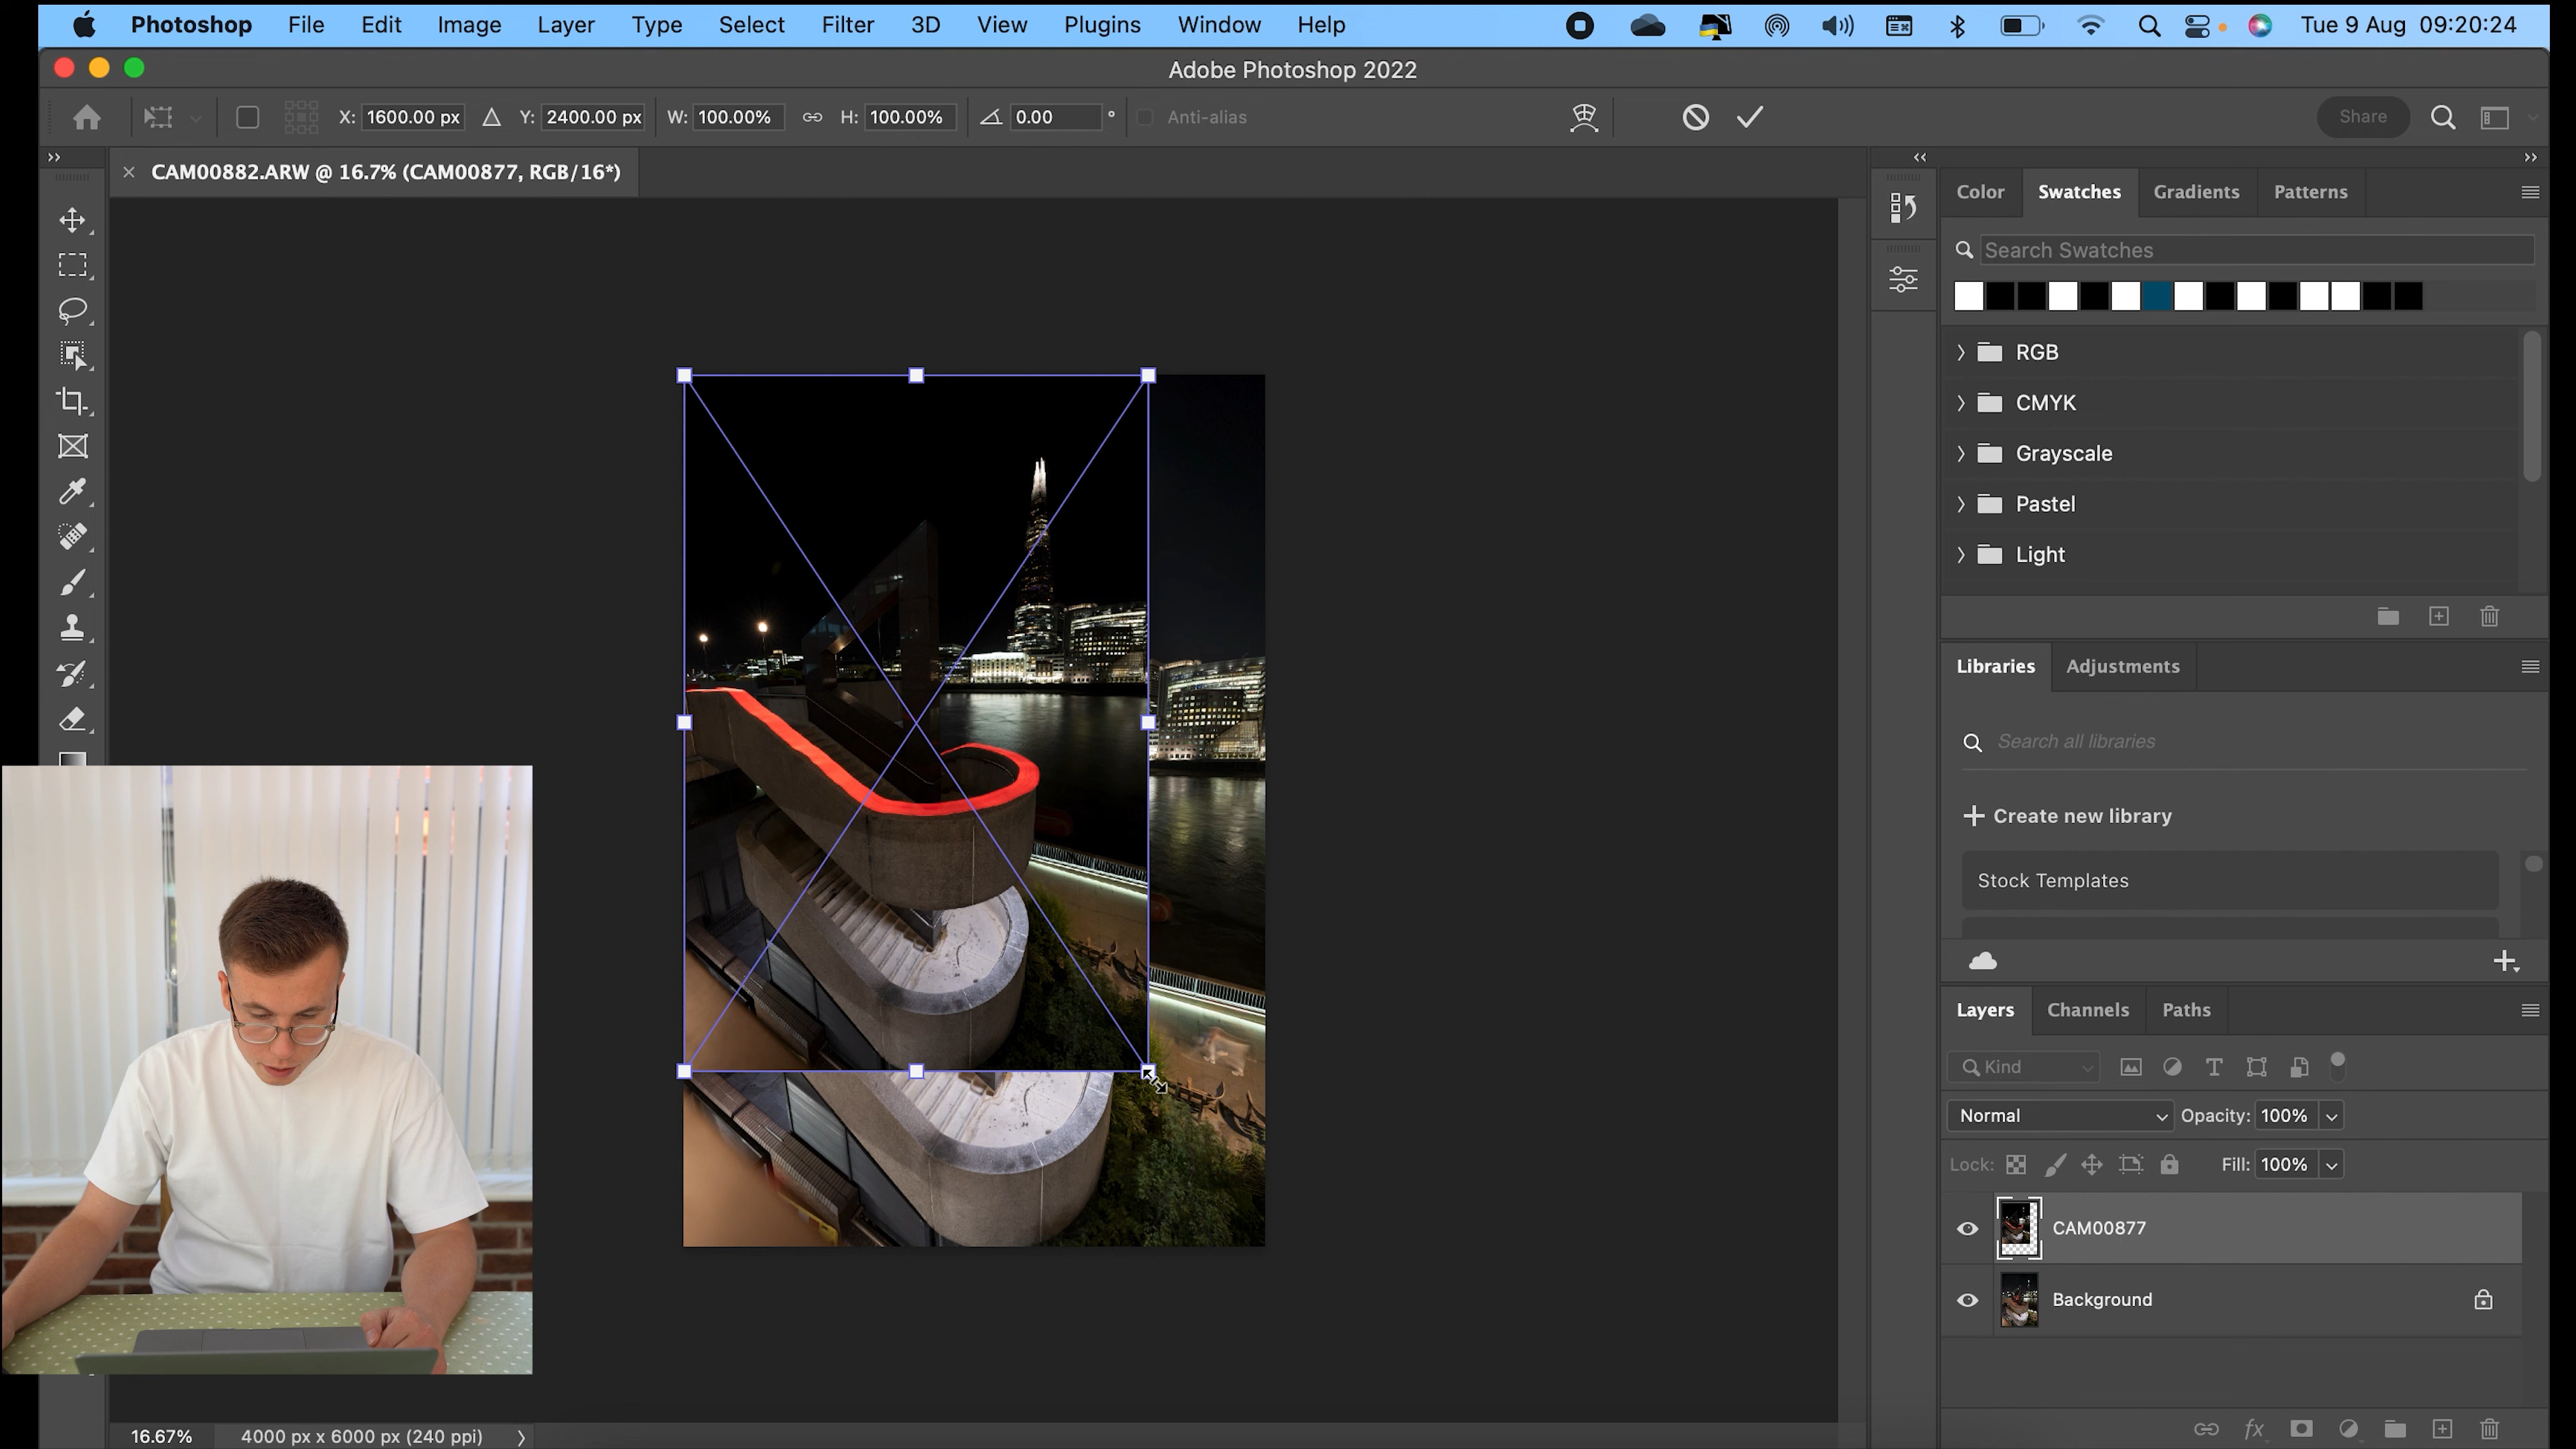 Photoshop File Edit Image Layer Type Select Filter 3D View Plugins Window Help Tue 9 Aug 09:20:24
Adobe Photoshop 2022
X: 1600.00 px Y: 2400.00 px W: 100.00% H: 100.00% 0.00 ° Anti-alias Share
CAM00882.ARW @ 16.7% (CAM00877, RGB/16*)
Color Swatches Gradients Patterns
Search Swatches
RGB
CMYK
Grayscale
Pastel
Light
Libraries Adjustments
Search all libraries
Create new library
Stock Templates
Layers Channels Paths
Kind
Normal Opacity: 100%
Lock: Fill: 100%
CAM00877
Background
fx
16.67% 4000 px x 6000 px (240 ppi)